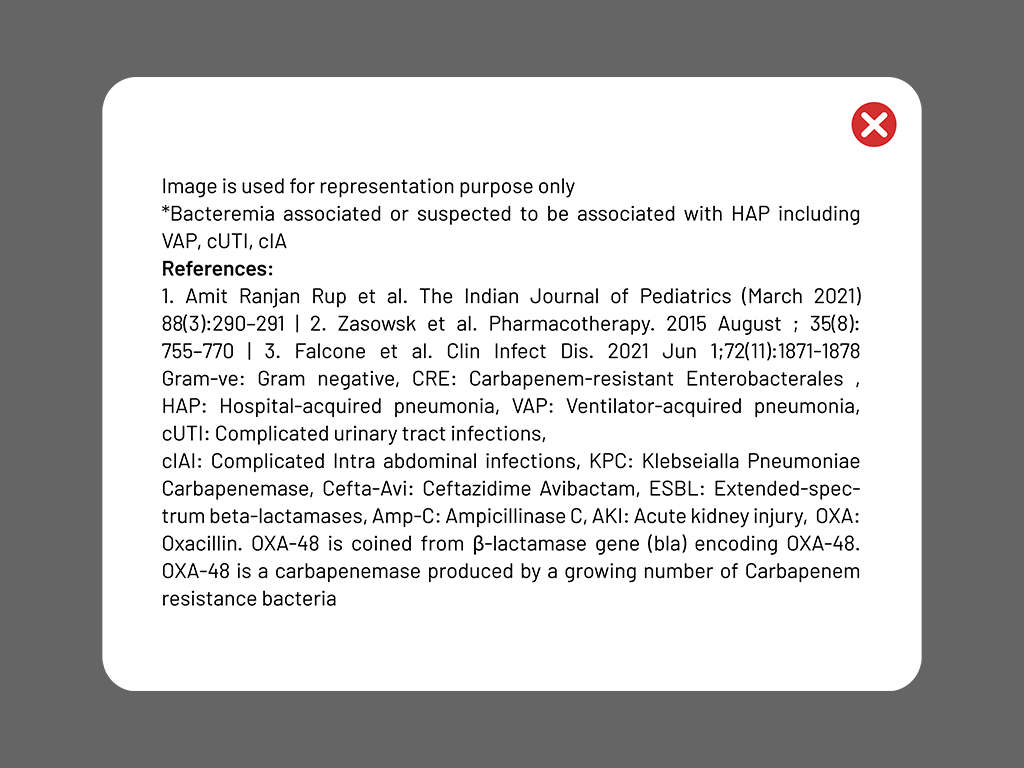 Image is used for representation purpose only
*Bacteremia associated or suspected to be associated with HAP including
VAP, cUTI, cIA
References:
1. Amit Ranjan Rup et al. The Indian Journal of Pediatrics (March 2021)
88(3):290–291 | 2. Zasowsk et al. Pharmacotherapy. 2015 August ; 35(8):
755–770 | 3. Falcone et al. Clin Infect Dis. 2021 Jun 1;72(11):1871-1878
Gram-ve: Gram negative, CRE: Carbapenem-resistant Enterobacterales ,
HAP: Hospital-acquired pneumonia, VAP: Ventilator-acquired pneumonia,
cUTI: Complicated urinary tract infections,
cIAI: Complicated Intra abdominal infections, KPC: Klebseialla Pneumoniae
Carbapenemase, Cefta-Avi: Ceftazidime Avibactam, ESBL: Extended-spec-
trum beta-lactamases, Amp-C: Ampicillinase C, AKI: Acute kidney injury, OXA:
Oxacillin. OXA-48 is coined from β-lactamase gene (bla) encoding OXA-48.
OXA-48 is a carbapenemase produced by a growing number of Carbapenem
resistance bacteria